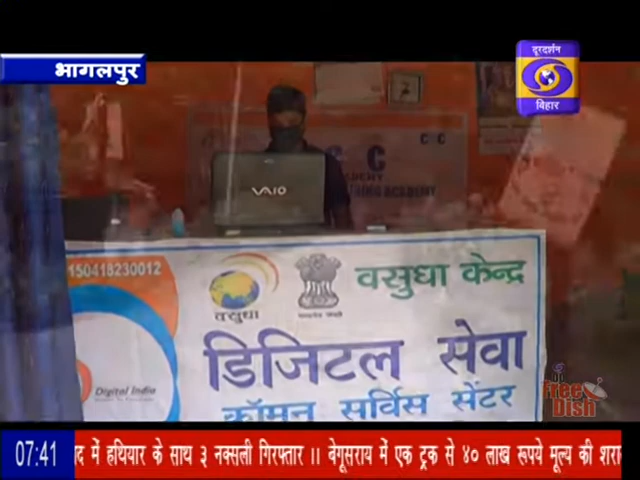 दूरदर्शन
बिहार
भागलपुर
VAIO
150418230012
वसुधा
वसुधा केन्द्र
Digital India
डिजिटल सेवा
कॉमन सर्विस सेंटर
Free Dish
07:41
द में हथियार के साथ ३ नक्सली गिरफ्तार || बेगूसराय में एक ट्रक से ४० लाख रूपये मूल्य की शरा